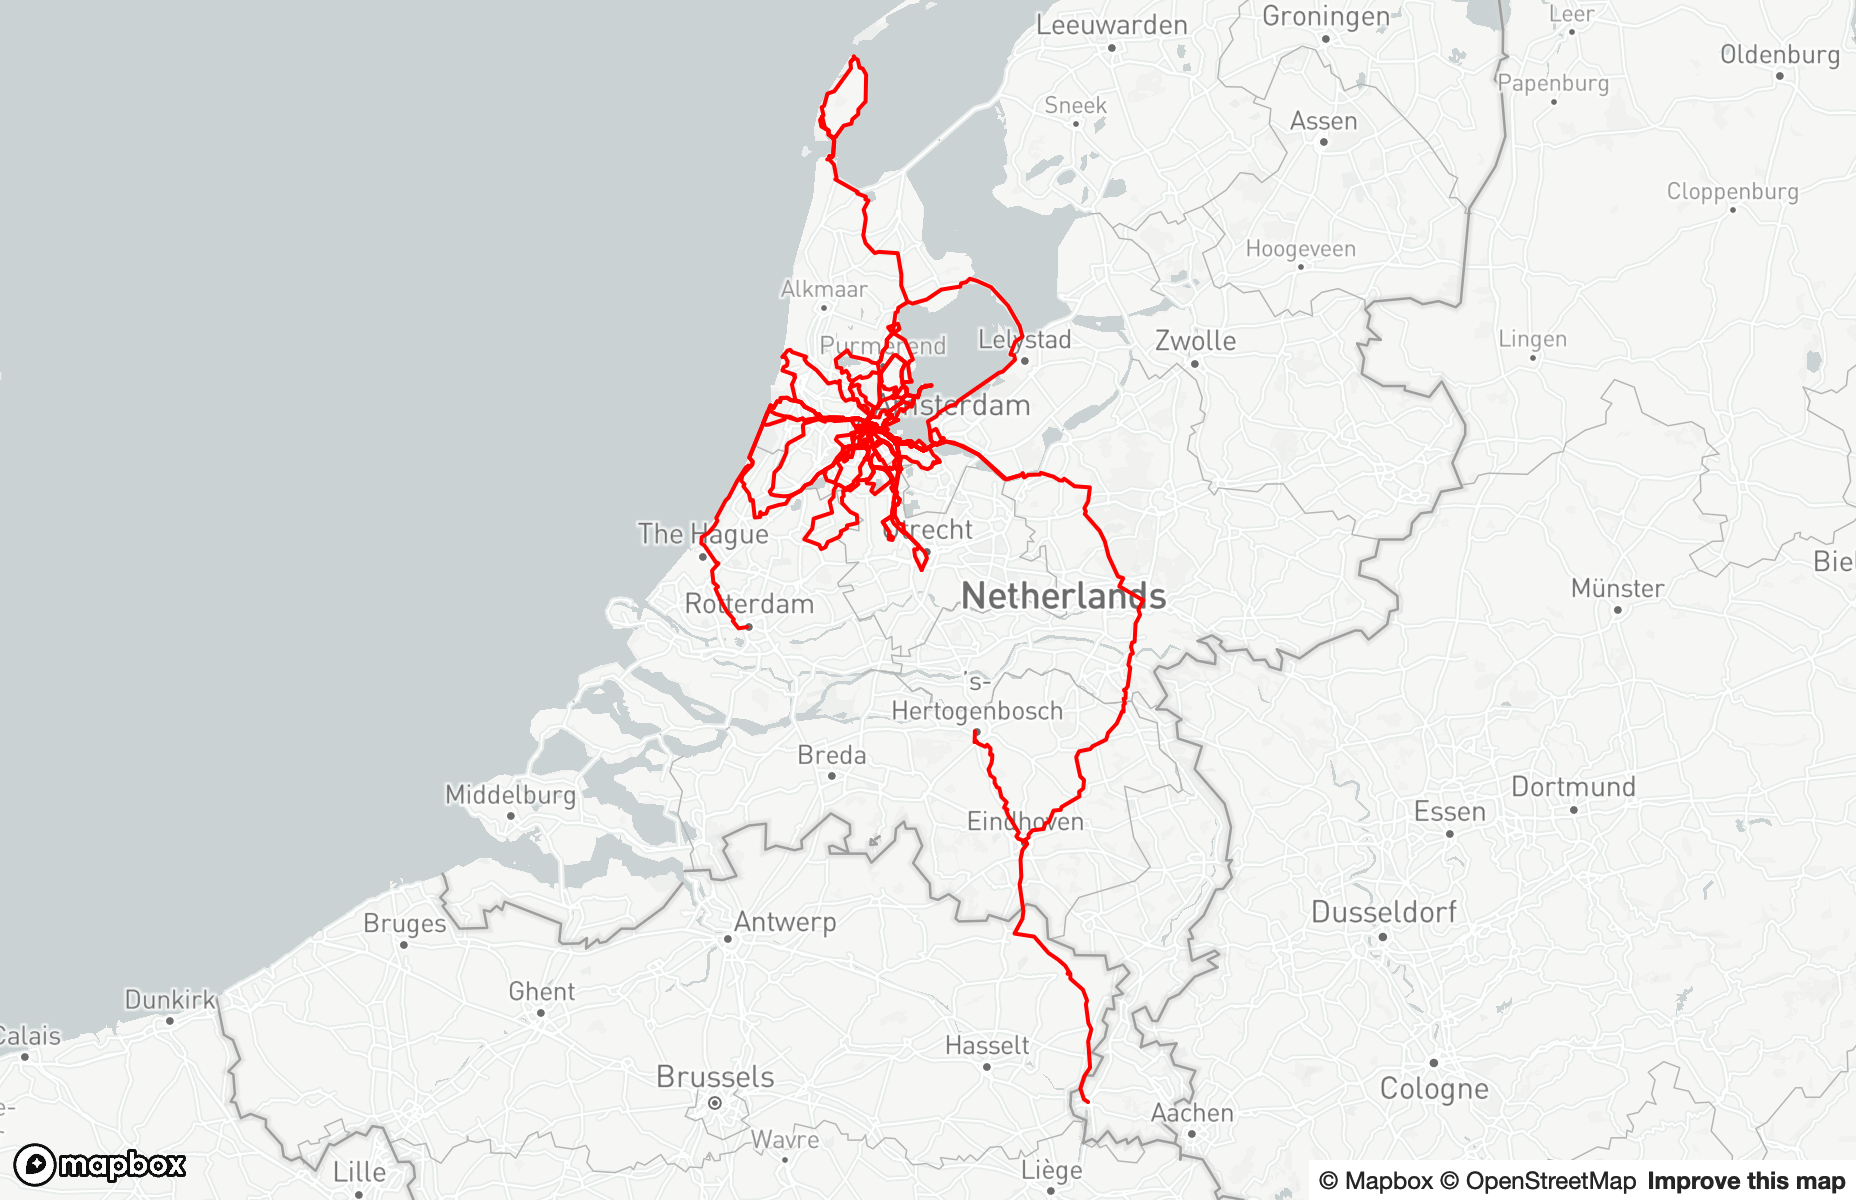 Leeuwarden
Groningen
Leer
Oldenburg
Papenburg
Sneek
Assen
Cloppenburg
Hoogeveen
Alkmaar
Purmerend
Lelystad
Zwolle
Lingen
Amsterdam
The Hague
Utrecht
Netherlands
Münster
Biel
Rotterdam
's-
Hertogenbosch
Breda
Middelburg
Eindhoven
Dortmund
Essen
Bruges
Antwerp
Dusseldorf
Dunkirk
Ghent
Calais
Hasselt
Brussels
Cologne
Aachen
Wavre
Lille
Liège
mapbox
© Mapbox © OpenStreetMap Improve this map